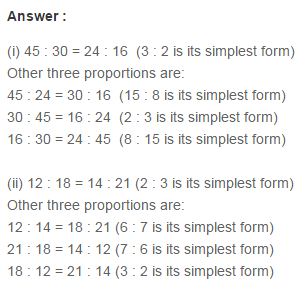 Answer :
(i) 45 : 30 = 24 : 16 (3 : 2 is its simplest form)
Other three proportions are:
45 : 24 = 30 : 16 (15 : 8 is its simplest form)
30 : 45 = 16 : 24 (2 : 3 is its simplest form)
16 : 30 = 24 : 45 (8 : 15 is its simplest form)
(ii) 12 : 18 = 14 : 21 (2 : 3 is its simplest form)
Other three proportions are:
12 : 14 = 18 : 21 (6 : 7 is its simplest form)
21 : 18 = 14 : 12 (7 : 6 is its simplest form)
18 : 12 = 21 : 14 (3 : 2 is its simplest form)